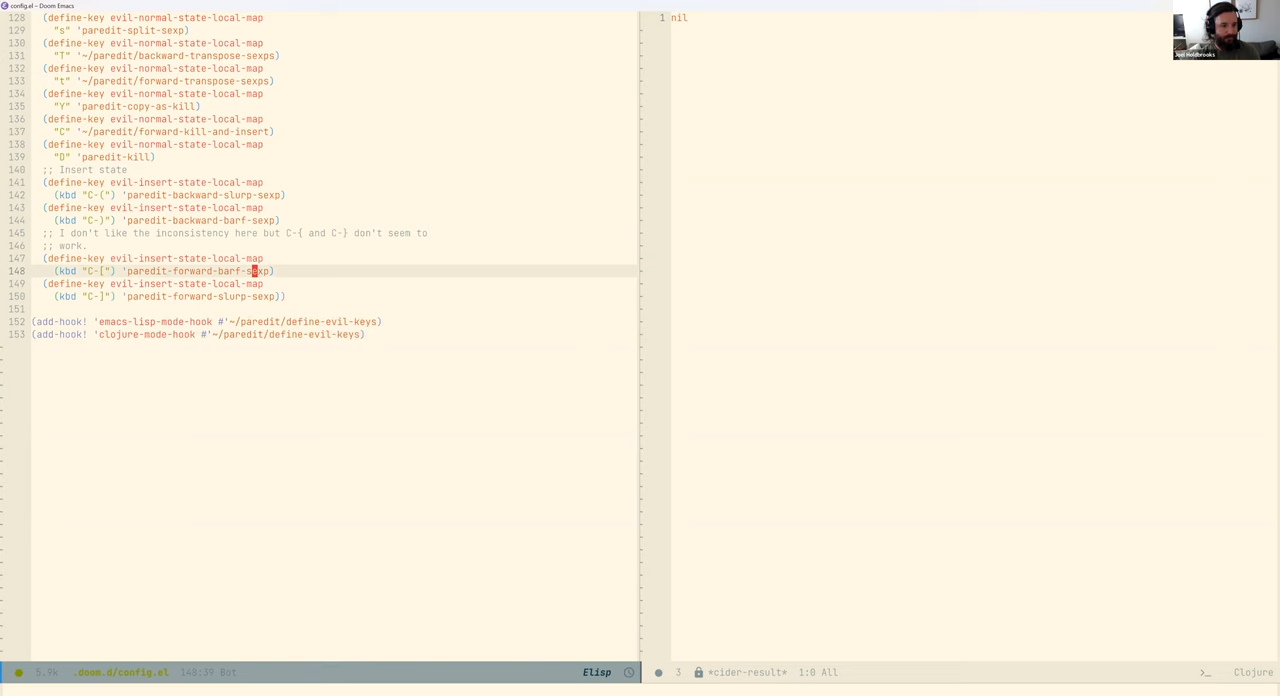 config.el – Doom Emacs
128 (define-key evil-normal-state-local-map
129 "s" 'paredit-split-sexp)
130 (define-key evil-normal-state-local-map
131 "T" '~/paredit/backward-transpose-sexps)
132 (define-key evil-normal-state-local-map
133 "t" '~/paredit/forward-transpose-sexps)
134 (define-key evil-normal-state-local-map
135 "Y" 'paredit-copy-as-kill)
136 (define-key evil-normal-state-local-map
137 "C" '~/paredit/forward-kill-and-insert)
138 (define-key evil-normal-state-local-map
139 "D" 'paredit-kill)
140 ;; Insert state
141 (define-key evil-insert-state-local-map
142 (kbd "C-(") 'paredit-backward-slurp-sexp)
143 (define-key evil-insert-state-local-map
144 (kbd "C-)") 'paredit-backward-barf-sexp)
145 ;; I don't like the inconsistency here but C-{ and C-} don't seem to
146 ;; work.
147 (define-key evil-insert-state-local-map
148 (kbd "C-[") 'paredit-forward-barf-sexp)
149 (define-key evil-insert-state-local-map
150 (kbd "C-]") 'paredit-forward-slurp-sexp))
151
152 (add-hook! 'emacs-lisp-mode-hook #'~/paredit/define-evil-keys)
153 (add-hook! 'clojure-mode-hook #'~/paredit/define-evil-keys)
5.9k .doom.d/config.el 148:39 Bot Elisp
1 nil
3 *cider-result* 1:0 All >_ Clojure
Joel Holdbrooks